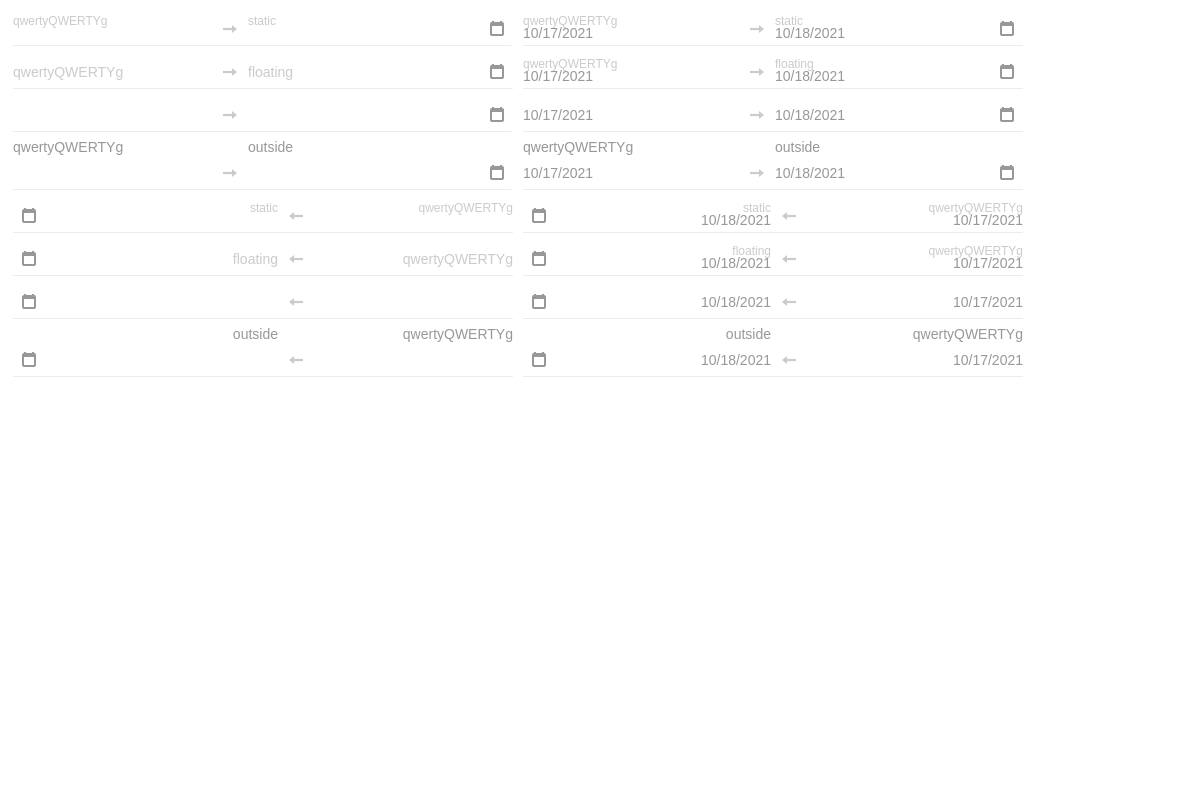 qwertyQWERTYg static qwertyQWERTYg static
10/17/2021 10/18/2021
qwertyQWERTYg floating qwertyQWERTYg floating
10/17/2021 10/18/2021
10/17/2021 10/18/2021
qwertyQWERTYg outside qwertyQWERTYg outside
10/17/2021 10/18/2021
static qwertyQWERTYg static qwertyQWERTYg
10/18/2021 10/17/2021
floating qwertyQWERTYg floating qwertyQWERTYg
10/18/2021 10/17/2021
10/18/2021 10/17/2021
outside qwertyQWERTYg outside qwertyQWERTYg
10/18/2021 10/17/2021